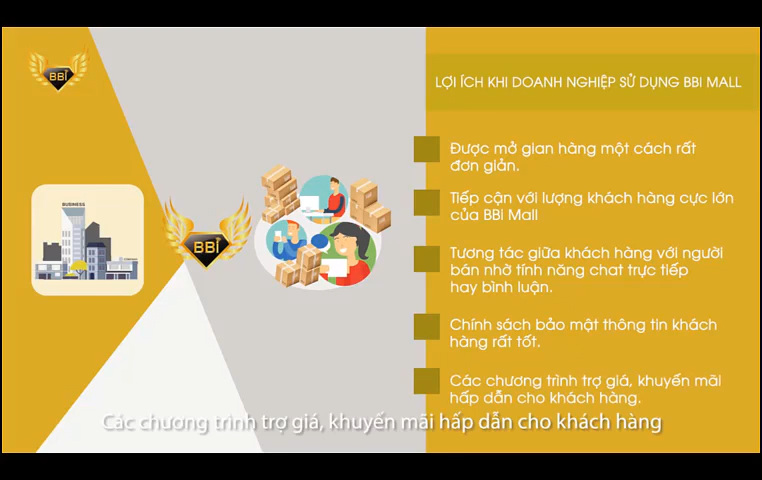 BBI
LỢI ÍCH KHI DOANH NGHIỆP SỬ DỤNG BBI MALL
Được mở gian hàng một cách rất
đơn giản.
Tiếp cận với lượng khách hàng cực lớn
của BBI Mall
Tương tác giữa khách hàng với người
bán nhờ tính năng chat trực tiếp
hay bình luận.
Chính sách bảo mật thông tin khách
hàng rất tốt.
Các chương trình trợ giá, khuyến mãi
hấp dẫn cho khách hàng.
BUSINESS
BBI
Các chương trình trợ giá, khuyến mãi hấp dẫn cho khách hàng